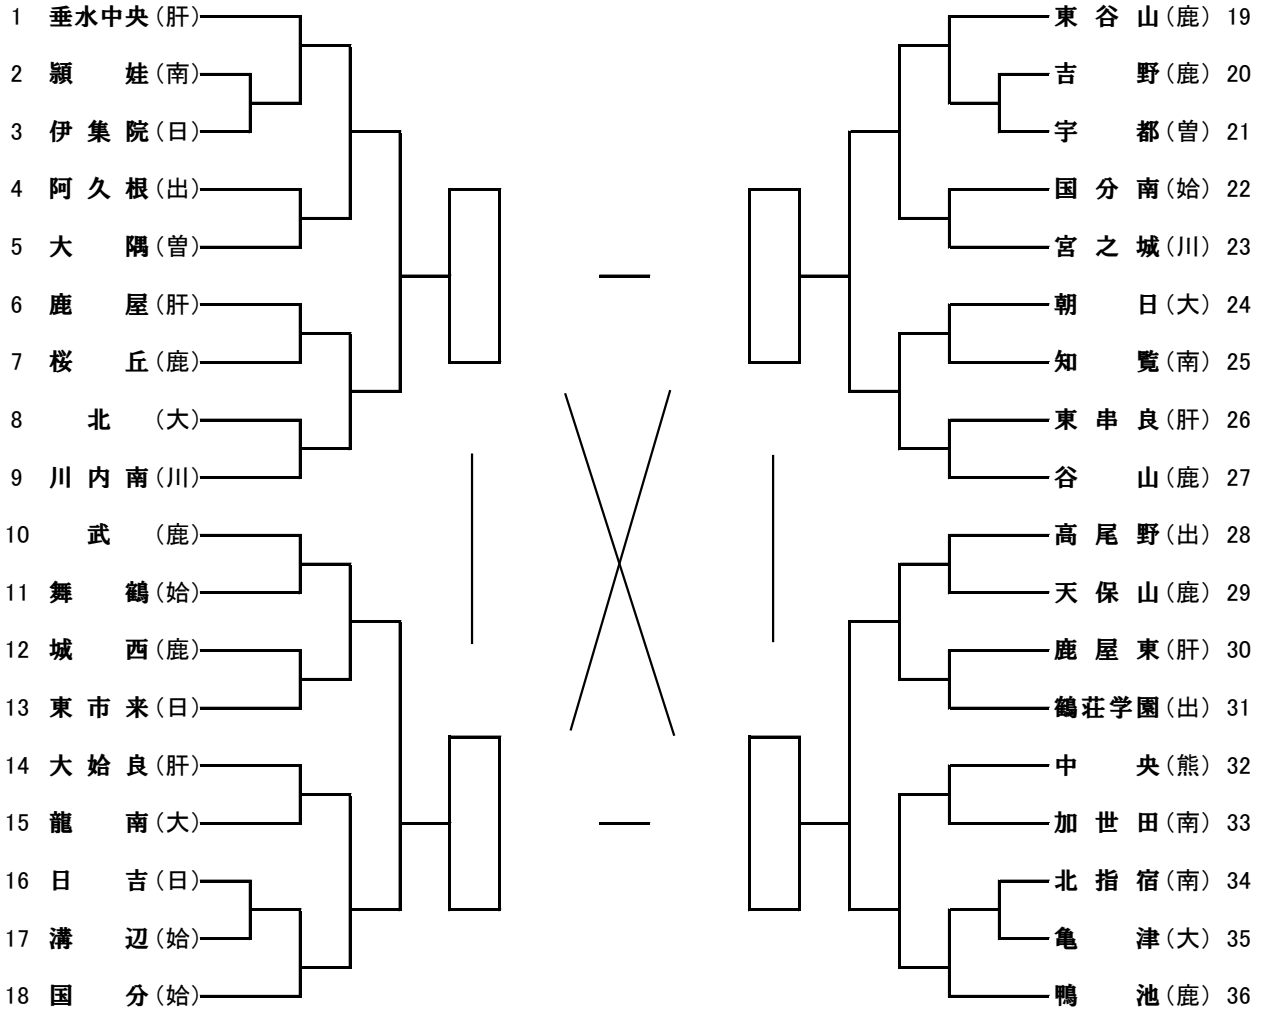 1 垂水中央(肝)
2 頴娃(南)
3 伊集院(日)
4 阿久根(出)
5 大隅(曽)
6 鹿屋(肝)
7 桜丘(鹿)
8 北(大)
9 川内南(川)
10 武(鹿)
11 舞鶴(姶)
12 城西(鹿)
13 東市来(日)
14 大姶良(肝)
15 龍南(大)
16 日吉(日)
17 溝辺(姶)
18 国分(姶)
東谷山(鹿) 19
吉野(鹿) 20
宇都(曽) 21
国分南(姶) 22
宮之城(川) 23
朝日(大) 24
知覧(南) 25
東串良(肝) 26
谷山(鹿) 27
高尾野(出) 28
天保山(鹿) 29
鹿屋東(肝) 30
鶴荘学園(出) 31
中央(熊) 32
加世田(南) 33
北指宿(南) 34
亀津(大) 35
鴨池(鹿) 36